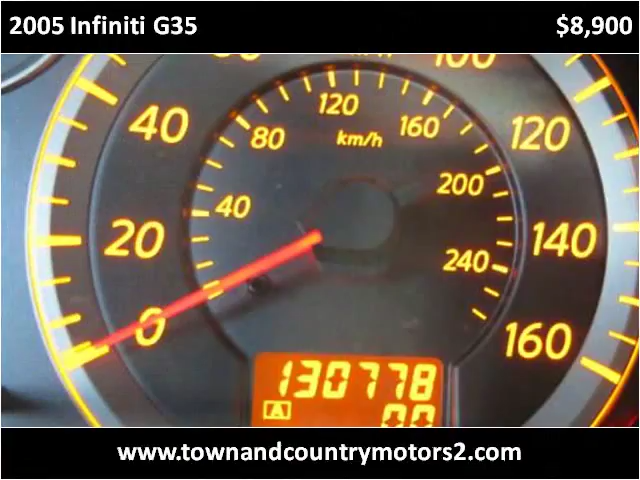 2005 Infiniti G35 $8,900
100
120
40 80 160 120
km/h
200
40
20 140
240
0 160
130778
A 00
www.townandcountrymotors2.com